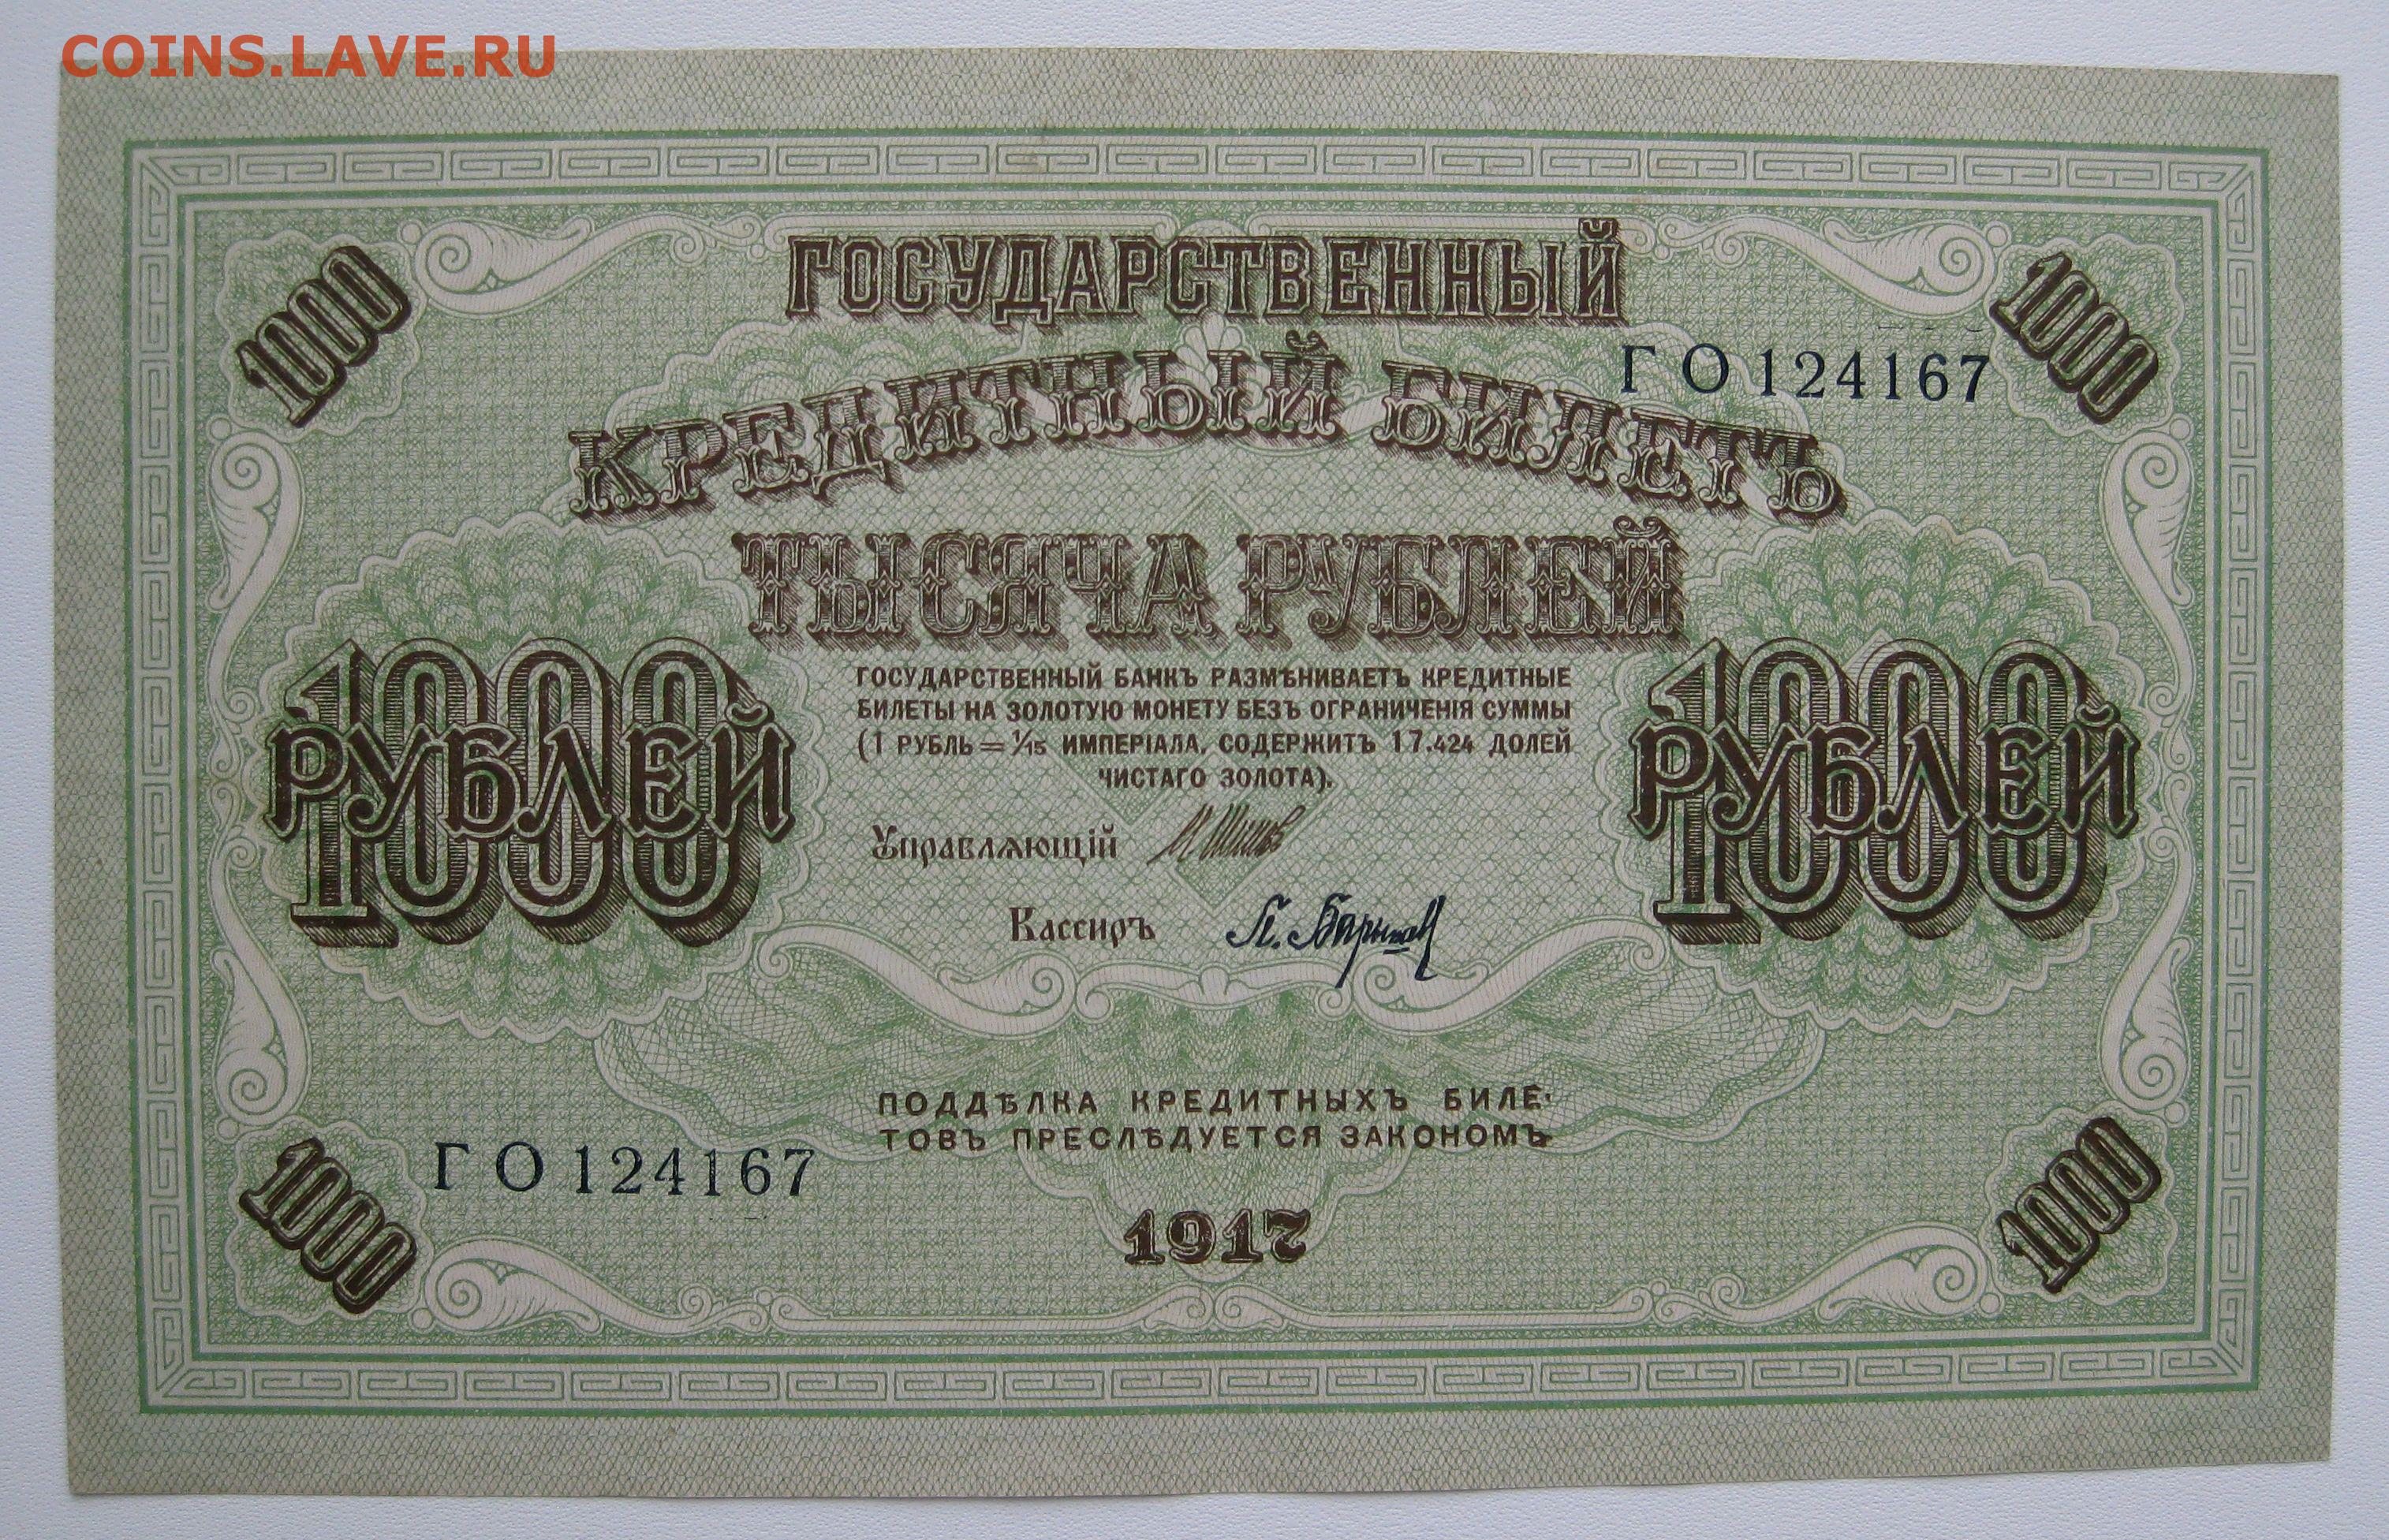 COINS.LAVE.RU
ГОСУДАРСТВЕННЫЙ
1000
1000
ГО 124167
КРЕДИТНЫЙ БИЛЕТЪ
ТЫСЯЧА РУБЛЕЙ
1000
РУБЛЕЙ
1000
РУБЛЕЙ
ГОСУДАРСТВЕННЫЙ БАНКЪ РАЗМѢНИВАЕТЪ КРЕДИТНЫЕ
БИЛЕТЫ НА ЗОЛОТУЮ МОНЕТУ БЕЗЪ ОГРАНИЧЕНІЯ СУММЫ
(1 РУБЛЬ = 1/15 ИМПЕРІАЛА, СОДЕРЖИТЪ 17.424 ДОЛЕЙ
ЧИСТАГО ЗОЛОТА).
Управляющій
Кассиръ
ПОДДѢЛКА КРЕДИТНЫХЪ БИЛЕ-
ТОВЪ ПРЕСЛѢДУЕТСЯ ЗАКОНОМЪ
ГО 124167
1917
1000
1000